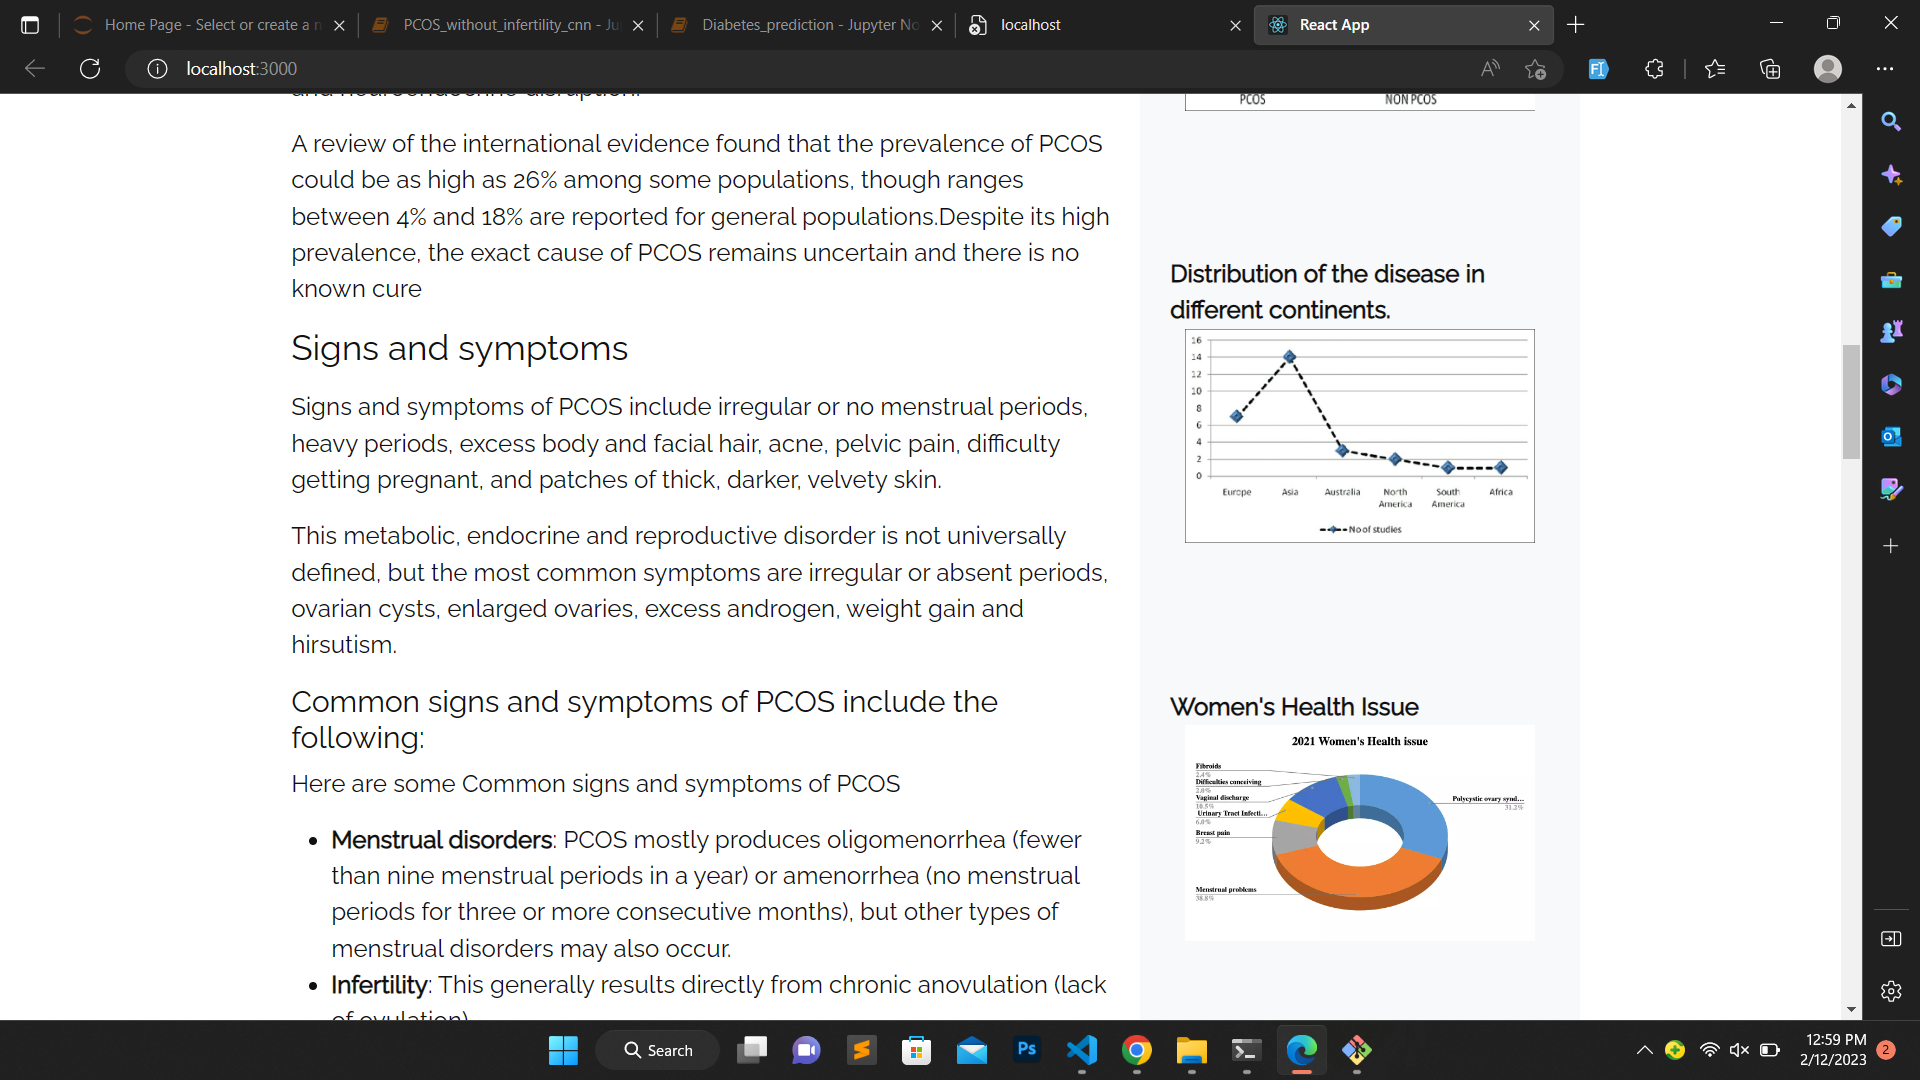 Home Page - Select or create a n
PCOS_without_infertility_cnn - Ju
Diabetes_prediction - Jupyter No
localhost
React App
localhost:3000
A review of the international evidence found that the prevalence of PCOS
could be as high as 26% among some populations, though ranges
between 4% and 18% are reported for general populations.Despite its high
prevalence, the exact cause of PCOS remains uncertain and there is no
known cure
Signs and symptoms
Signs and symptoms of PCOS include irregular or no menstrual periods,
heavy periods, excess body and facial hair, acne, pelvic pain, difficulty
getting pregnant, and patches of thick, darker, velvety skin.
This metabolic, endocrine and reproductive disorder is not universally
defined, but the most common symptoms are irregular or absent periods,
ovarian cysts, enlarged ovaries, excess androgen, weight gain and
hirsutism.
Common signs and symptoms of PCOS include the
following:
Here are some Common signs and symptoms of PCOS
• Menstrual disorders: PCOS mostly produces oligomenorrhea (fewer
than nine menstrual periods in a year) or amenorrhea (no menstrual
periods for three or more consecutive months), but other types of
menstrual disorders may also occur.
• Infertility: This generally results directly from chronic anovulation (lack
of ovulation)
PCOS NON PCOS
Distribution of the disease in
different continents.
16
14
12
10
8
6
4
2
0
Europe Asia Australia North America South America Africa
No of studies
Women's Health Issue
2021 Women's Health issue
Fibroids
2.4%
Difficulties conceiving
2.0%
Vaginal discharge
10.5%
Urinary Tract Infecti...
6.0%
Breast pain
9.2%
Menstrual problems
38.8%
Polycystic ovary synd...
31.2%
Search
Ps
12:59 PM
2/12/2023
2